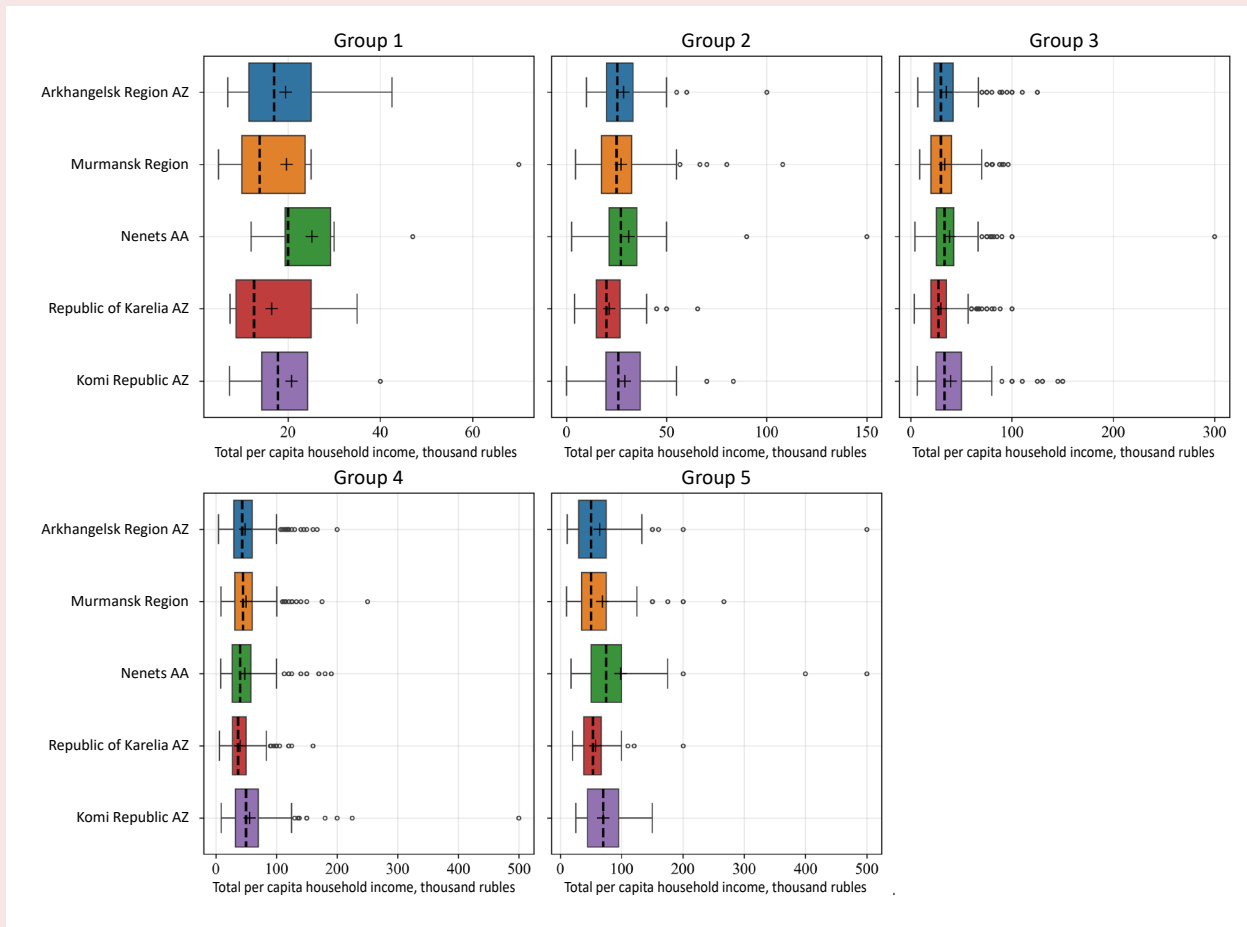 Group 1
Group 2
Group 3
Arkhangelsk Region AZ
Murmansk Region
Nenets AA
Republic of Karelia AZ
Komi Republic AZ
20 40 60
0 50 100 150
0 100 200 300
Total per capita household income, thousand rubles
Total per capita household income, thousand rubles
Total per capita household income, thousand rubles
Group 4
Group 5
Arkhangelsk Region AZ
Murmansk Region
Nenets AA
Republic of Karelia AZ
Komi Republic AZ
0 100 200 300 400 500
0 100 200 300 400 500
Total per capita household income, thousand rubles
Total per capita household income, thousand rubles
.